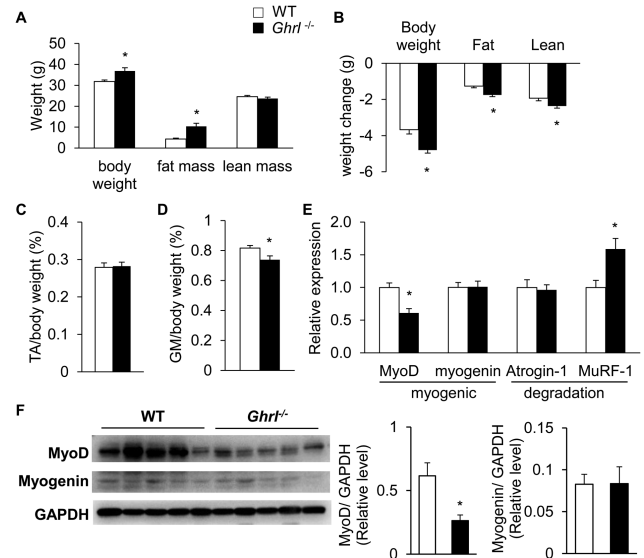 A
WT
Ghrl -/-
Weight (g)
50
40
30
20
10
0
*
*
body weight
fat mass
lean mass
B
Body weight
Fat
Lean
weight change (g)
0
-2
-4
-6
*
*
*
C
TA/body weight (%)
0.4
0.3
0.2
0.1
0
D
GM/body weight (%)
1
0.8
0.6
0.4
0.2
0
*
E
Relative expression
2.0
1.5
1.0
0.5
0.0
*
*
MyoD
myogenin
Atrogin-1
MuRF-1
myogenic
degradation
F
WT
Ghrl-/-
MyoD
Myogenin
GAPDH
MyoD/ GAPDH
(Relative level)
1
0.5
0
*
Myogenin/ GAPDH
(Relative level)
0.15
0.1
0.05
0